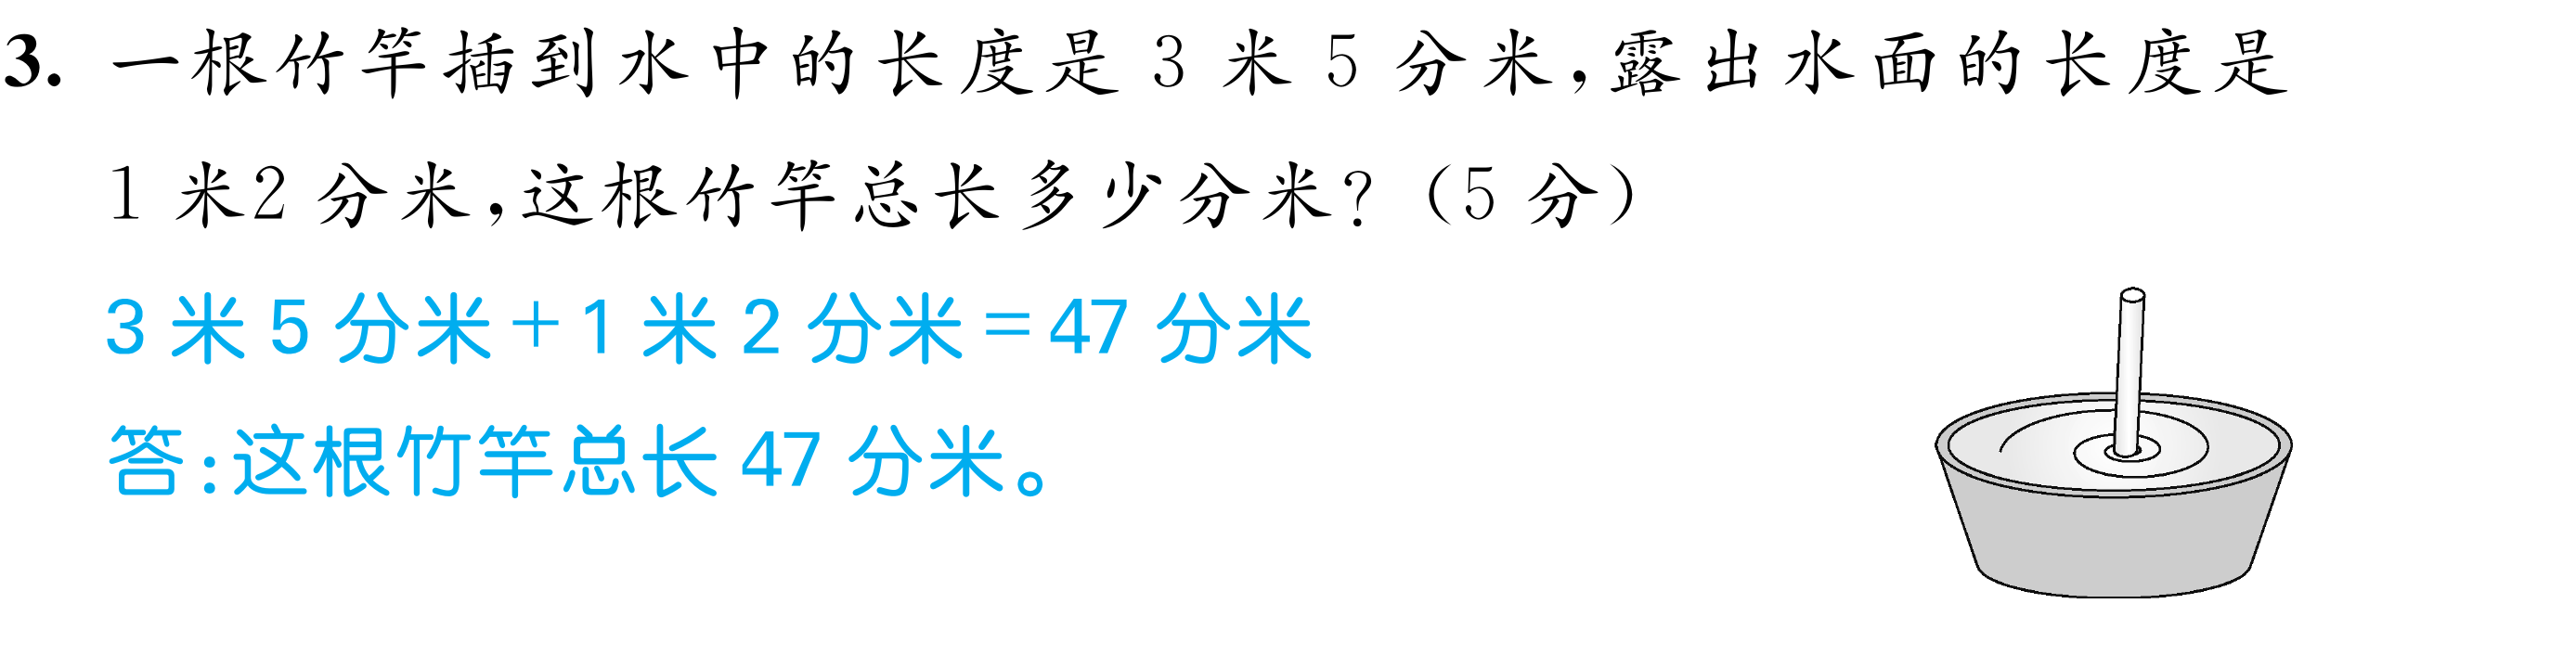 3. 一根竹竿插到水中的长度是 3 米 5 分米,露出水面的长度是
1 米2 分米,这根竹竿总长多少分米?(5 分)
3 米 5 分米+1 米 2 分米=47 分米
答:这根竹竿总长 47 分米。